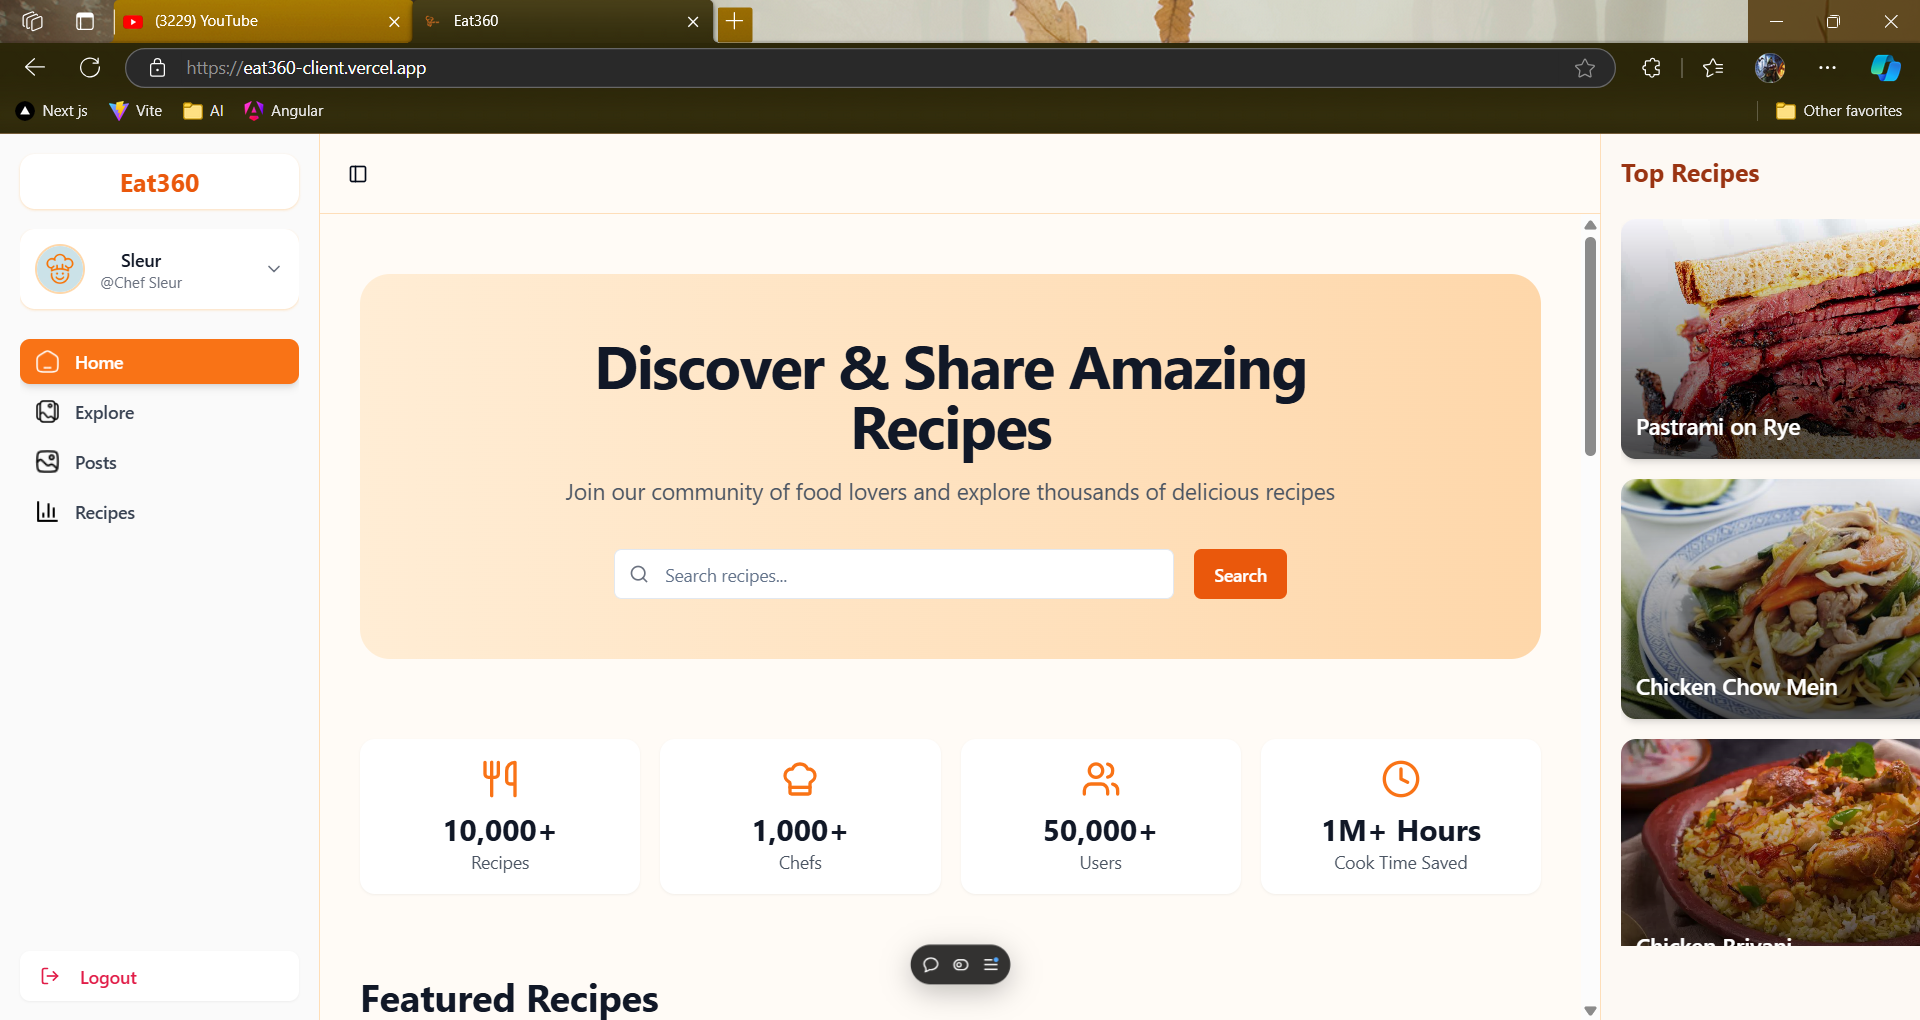 (3229) YouTube
Eat360
https://eat360-client.vercel.app
Next js
Vite
AI
Angular
Other favorites
Eat360
Sleur
@Chef Sleur
Home
Explore
Posts
Recipes
Logout
Discover & Share Amazing
Recipes
Join our community of food lovers and explore thousands of delicious recipes
Search recipes...
Search
10,000+
Recipes
1,000+
Chefs
50,000+
Users
1M+ Hours
Cook Time Saved
Featured Recipes
Top Recipes
Pastrami on Rye
Chicken Chow Mein
Chicken Briyani